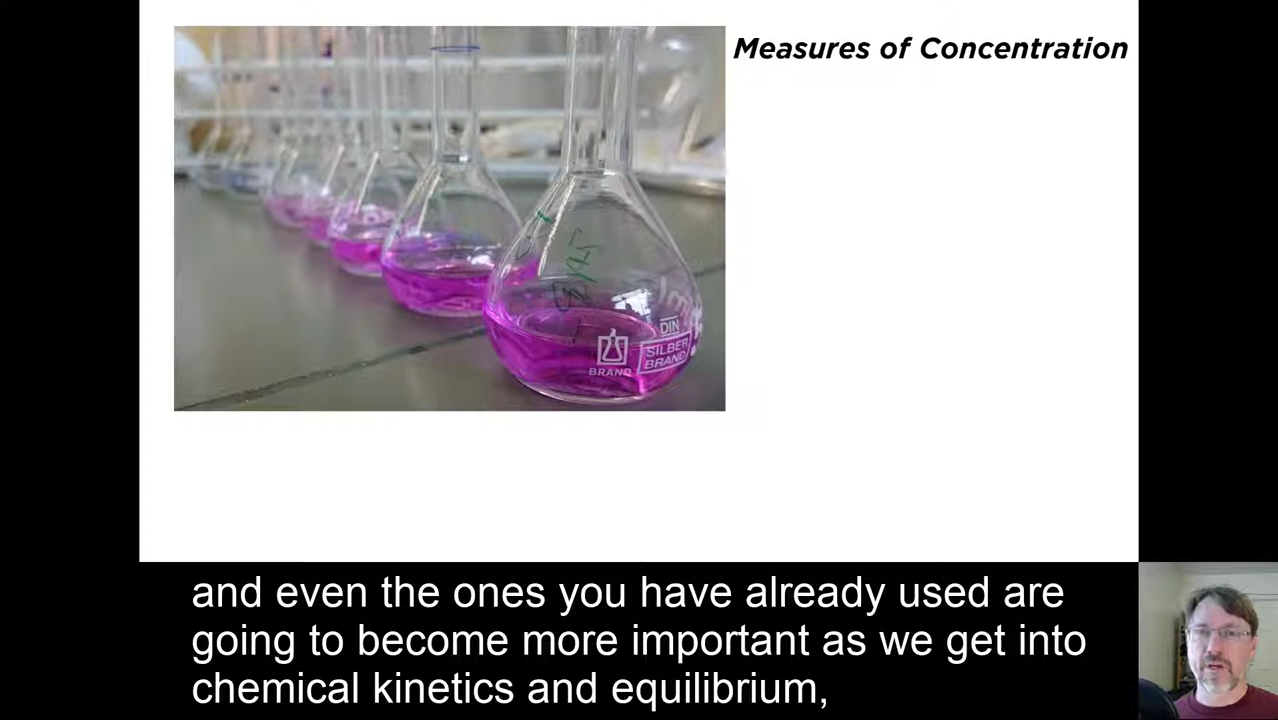 Measures of Concentration
DIN
SILBER
BRAND
BRAND
and even the ones you have already used are
going to become more important as we get into
chemical kinetics and equilibrium,